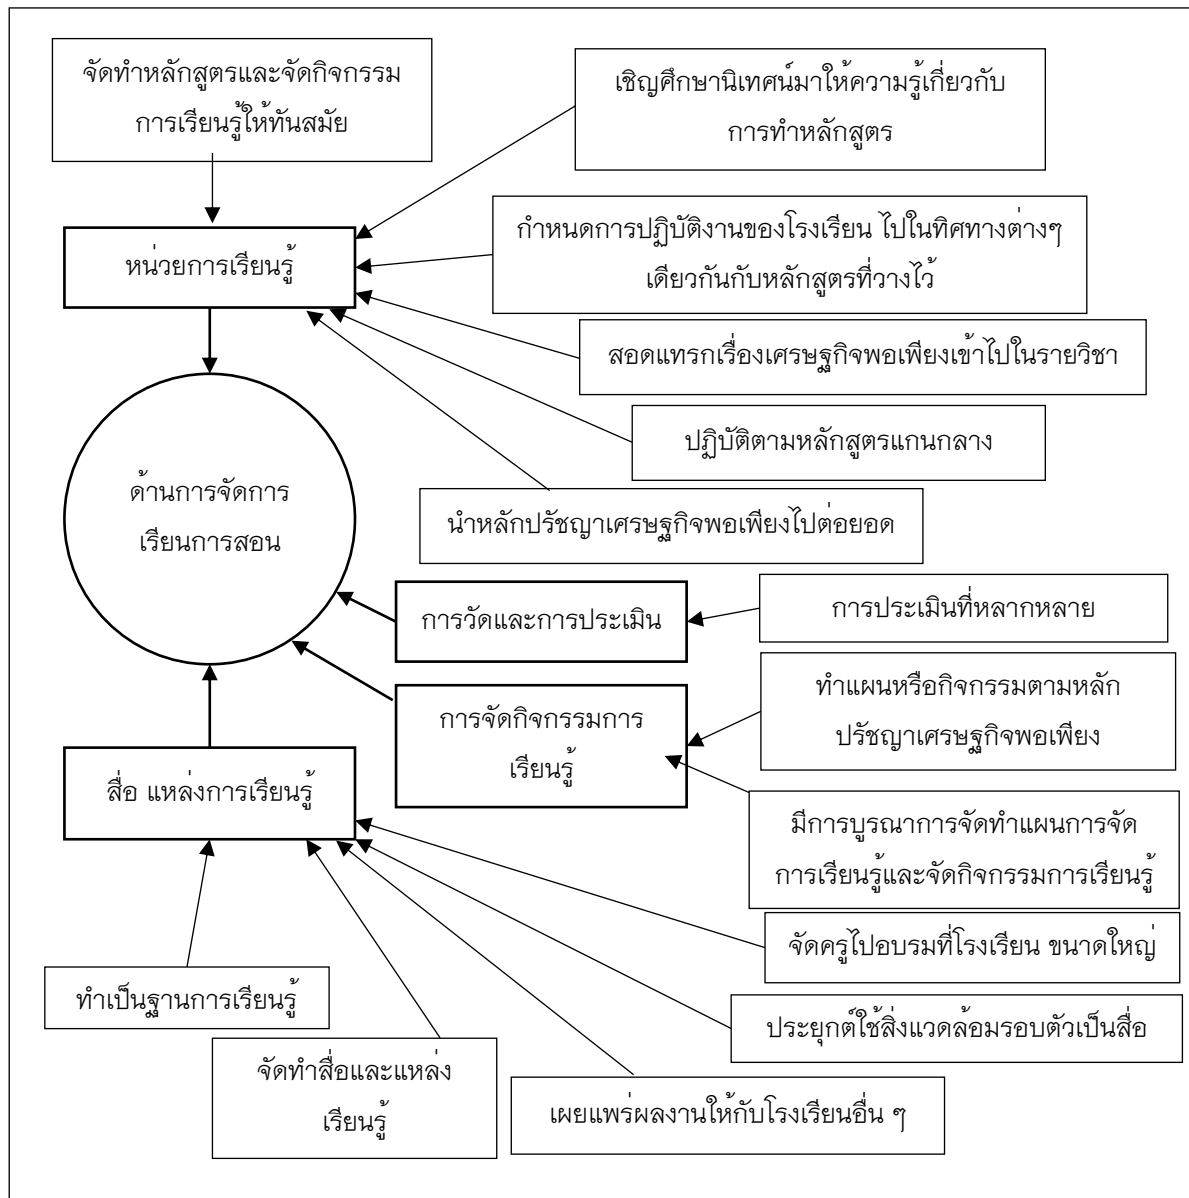 จัดทำหลักสูตรและจัดกิจกรรม
การเรียนรู้ให้ทันสมัย
เชิญศึกษานิเทศน์มาให้ความรู้เกี่ยวกับ
การทำหลักสูตร
หน่วยการเรียนรู้
กำหนดการปฏิบัติงานของโรงเรียน ไปในทิศทางต่างๆ
เดียวกันกับหลักสูตรที่วางไว้
สอดแทรกเรื่องเศรษฐกิจพอเพียงเข้าไปในรายวิชา
ปฏิบัติตามหลักสูตรแกนกลาง
นำหลักปรัชญาเศรษฐกิจพอเพียงไปต่อยอด
ด้านการจัดการ
เรียนการสอน
การวัดและการประเมิน
การประเมินที่หลากหลาย
การจัดกิจกรรมการ
เรียนรู้
ทำแผนหรือกิจกรรมตามหลัก
ปรัชญาเศรษฐกิจพอเพียง
สื่อ แหล่งการเรียนรู้
มีการบูรณาการจัดทำแผนการจัด
การเรียนรู้และจัดกิจกรรมการเรียนรู้
จัดครูไปอบรมที่โรงเรียน ขนาดใหญ่
ทำเป็นฐานการเรียนรู้
ประยุกต์ใช้สิ่งแวดล้อมรอบตัวเป็นสื่อ
จัดทำสื่อและแหล่ง
เรียนรู้
เผยแพร่ผลงานให้กับโรงเรียนอื่น ๆ